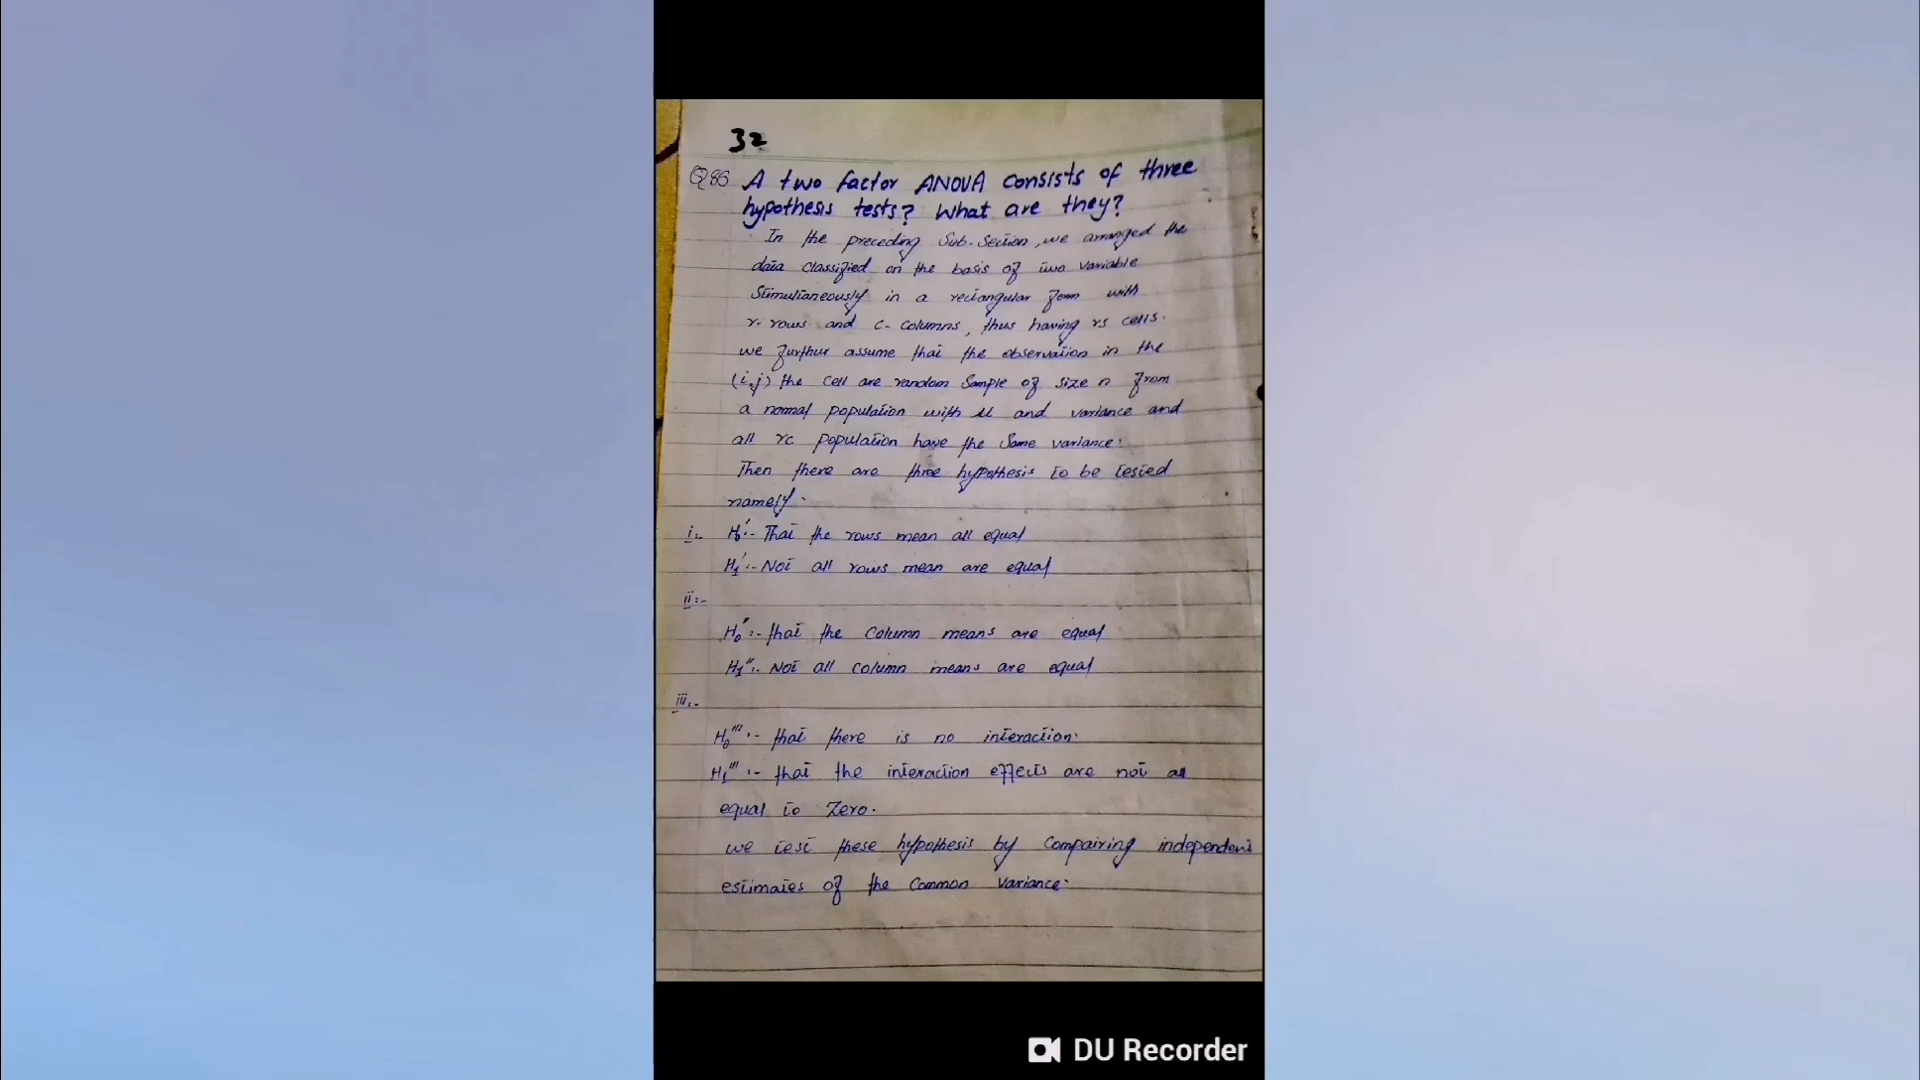 32
Q85 A two factor ANOVA consists of three
hypothesis tests? What are they?
In the preceding Sub-Section, we arranged the
data classified on the basis of two variable
Stimultaneously in a rectangular form with
r-rows and c-columns, thus having rs cells.
we furthur assume that the observation in the
(i,j) the cell are random Sample of size n from
a normal population with μ and variance and
all rc population have the Same variance.
Then there are three hypothesis to be tested
namely.
i:- H₀':- That the rows mean all equal
H₁':- Not all rows mean are equal
ii:-
H₀":- that the Column means are equal
H₁":- Not all column means are equal
iii:-
H₀''':- that there is no interaction.
H₁''':- that the interaction effects are not all
equal to Zero.
we test these hypothesis by Compairing independent
estimates of the Common Variance.
DU Recorder